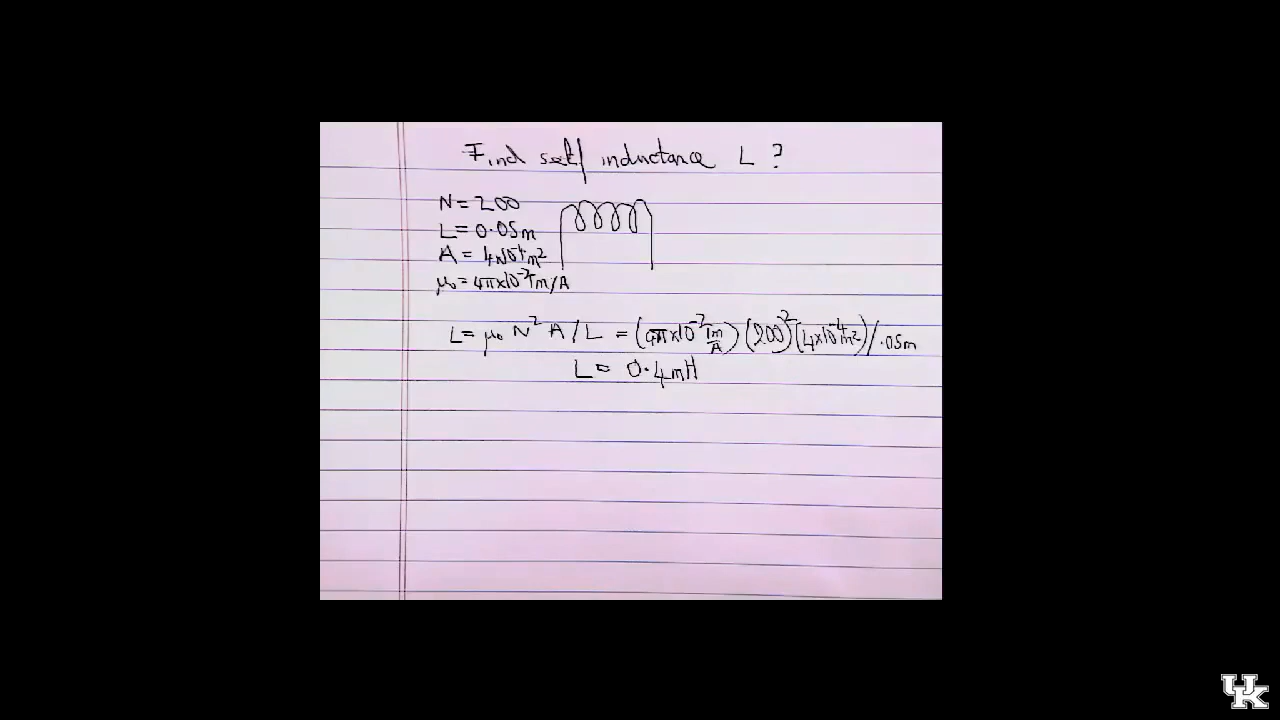 Find self inductance L ?
N = 200
L = 0.05m
A = 4x10⁻⁴m²
μ₀ = 4πx10⁻⁷Tm/A
L = μ₀ N² A / L = (4πx10⁻⁷ Tm/A) (200)² (4x10⁻⁴m²) / .05m
L = 0.4mH
UK